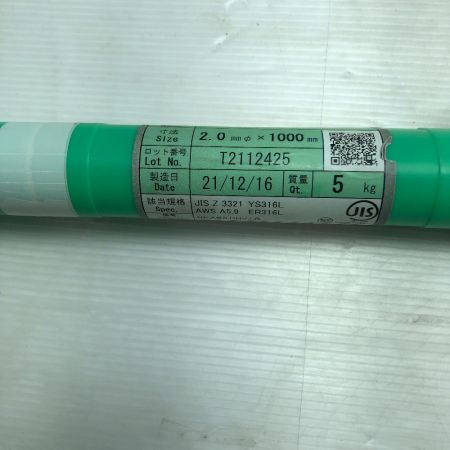 寸法 Size 2.0 mmφ × 1000 mm
ロット番号 Lot No. T2112425
製造日 Date 21/12/16 質量 Qt. 5 kg
該当規格 Spec. JIS Z 3321 YS316L
AWS A5.9 ER316L
JIS